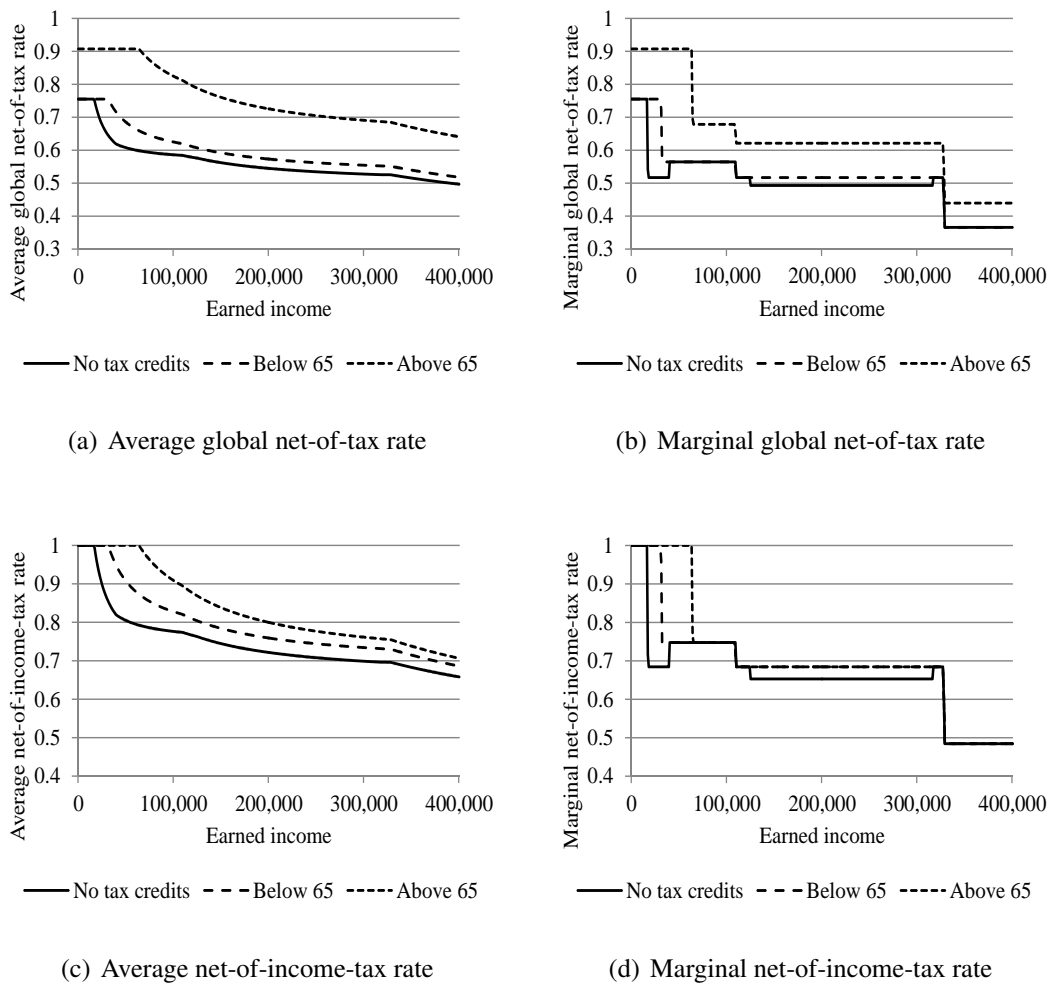 Average global net-of-tax rate
1
0.9
0.8
0.7
0.6
0.5
0.4
0.3
0 100,000 200,000 300,000 400,000
Earned income
No tax credits Below 65 Above 65
(a) Average global net-of-tax rate
Marginal global net-of-tax rate
1
0.9
0.8
0.7
0.6
0.5
0.4
0.3
0 100,000 200,000 300,000 400,000
Earned income
No tax credits Below 65 Above 65
(b) Marginal global net-of-tax rate
Average net-of-income-tax rate
1
0.9
0.8
0.7
0.6
0.5
0.4
0 100,000 200,000 300,000 400,000
Earned income
No tax credits Below 65 Above 65
(c) Average net-of-income-tax rate
Marginal net-of-income-tax rate
1
0.9
0.8
0.7
0.6
0.5
0.4
0 100,000 200,000 300,000 400,000
Earned income
No tax credits Below 65 Above 65
(d) Marginal net-of-income-tax rate